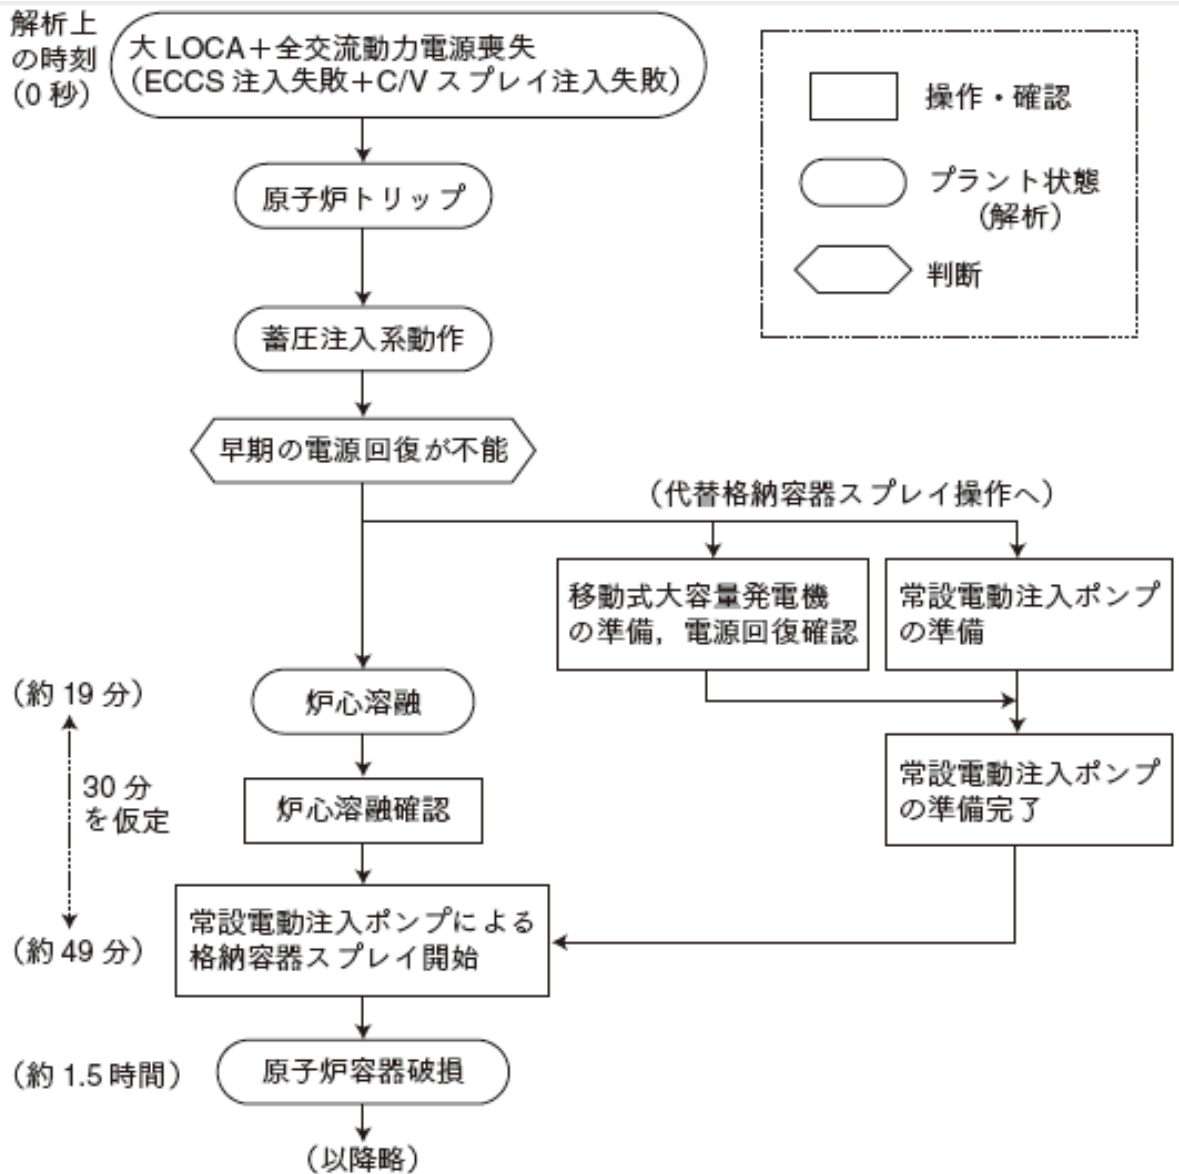 解析上
の時刻
(0 秒)
大 LOCA＋全交流動力電源喪失
(ECCS 注入失敗＋C/V スプレイ注入失敗)
操作・確認
プラント状態
(解析)
判断
原子炉トリップ
蓄圧注入系動作
早期の電源回復が不能
(代替格納容器スプレイ操作へ)
移動式大容量発電機
の準備，電源回復確認
常設電動注入ポンプ
の準備
(約 19 分)
炉心溶融
30 分
を仮定
炉心溶融確認
常設電動注入ポンプ
の準備完了
(約 49 分)
常設電動注入ポンプによる
格納容器スプレイ開始
(約 1.5 時間)
原子炉容器破損
(以降略)